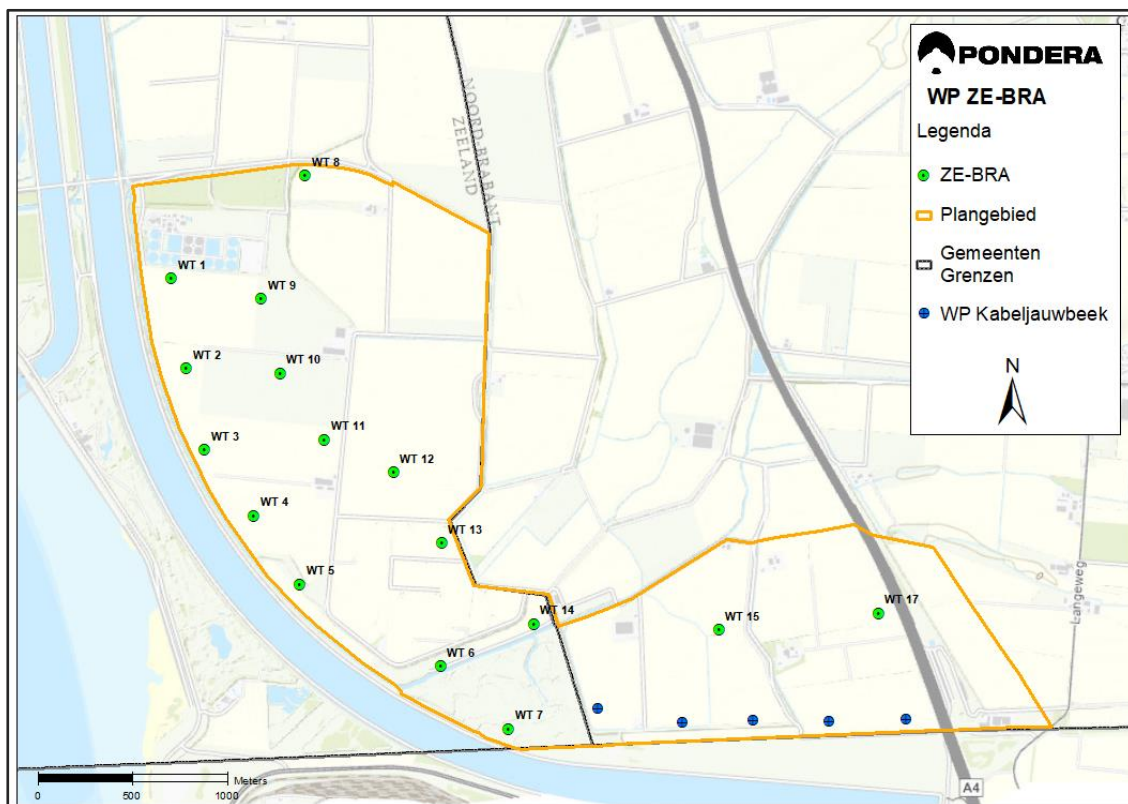 PONDERA
WP ZE-BRA
Legenda
ZE-BRA
Plangebied
Gemeenten
Grenzen
WP Kabeljauwbeek
N
NOORD-BRABANT
ZEELAND
WT 8
WT 1
WT 9
WT 2
WT 10
WT 3
WT 11
WT 12
WT 4
WT 13
WT 5
WT 14
WT 17
WT 15
WT 6
WT 7
Langeweg
A4
0 500 1000
Meters